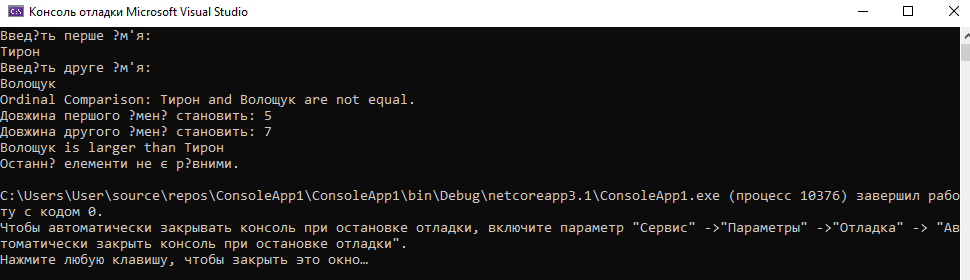 Консоль отладки Microsoft Visual Studio
Введ?ть перше ?м'я:
Тирон
Введ?ть друге ?м'я:
Волощук
Ordinal Comparison: Тирон and Волощук are not equal.
Довжина першого ?мен? становить: 5
Довжина другого ?мен? становить: 7
Волощук is larger than Тирон
Останн? елементи не є р?вними.
C:\Users\User\source\repos\ConsoleApp1\ConsoleApp1\bin\Debug\netcoreapp3.1\ConsoleApp1.exe (процесс 10376) завершил рабо
ту с кодом 0.
Чтобы автоматически закрывать консоль при остановке отладки, включите параметр "Сервис" ->"Параметры" ->"Отладка" -> "Ав
томатически закрыть консоль при остановке отладки".
Нажмите любую клавишу, чтобы закрыть это окно…